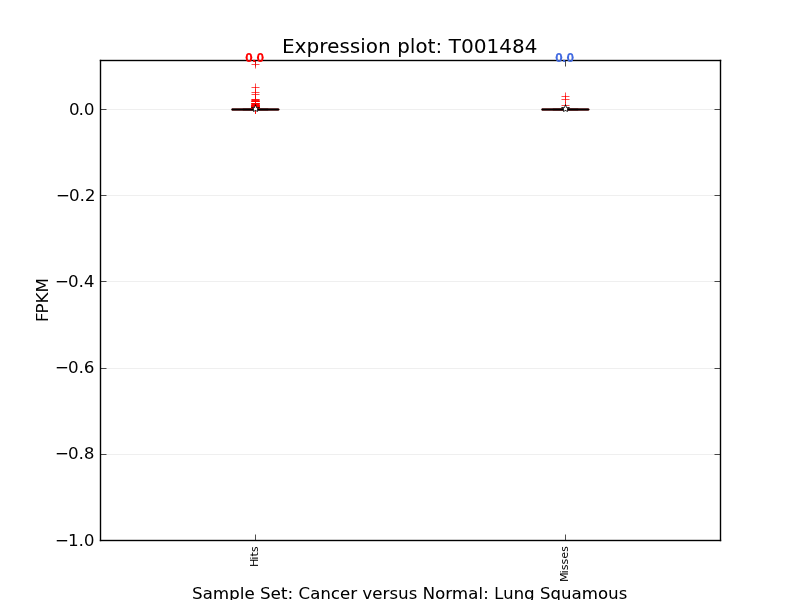 Expression plot: T001484
0.0 0.0
0.0
−0.2
−0.4
−0.6
−0.8
−1.0
FPKM
Hits Misses
Sample Set: Cancer versus Normal: Lung Squamous